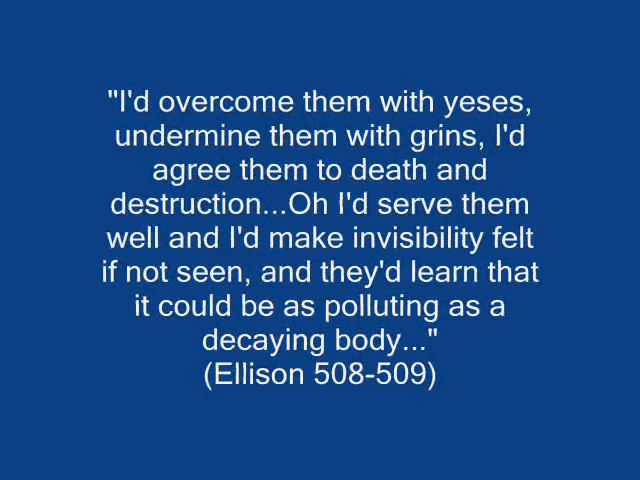 "I'd overcome them with yeses,
undermine them with grins, I'd
agree them to death and
destruction...Oh I'd serve them
well and I'd make invisibility felt
if not seen, and they'd learn that
it could be as polluting as a
decaying body..."
(Ellison 508-509)